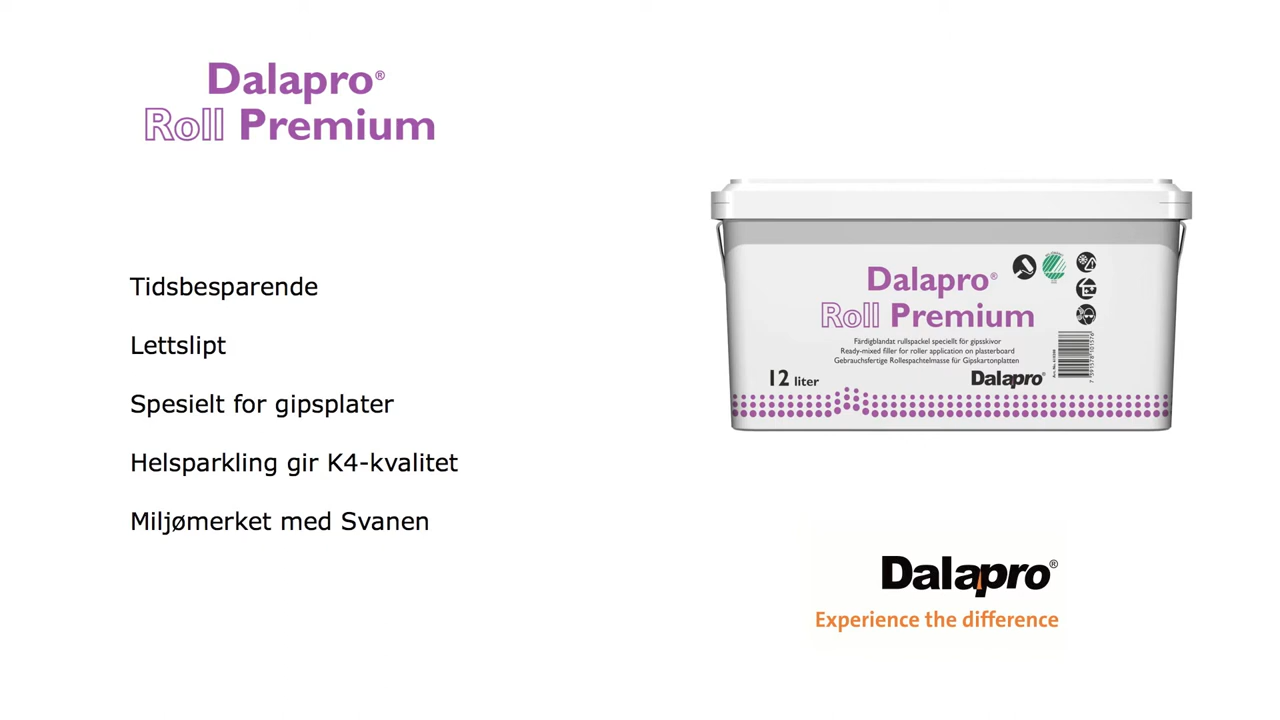 Dalapro®
Roll Premium
Tidsbesparende
Lettslipt
Spesielt for gipsplater
Helsparkling gir K4-kvalitet
Miljømerket med Svanen
Dalapro®
Roll Premium
Färdigblandat rullspackel speciellt för gipsskivor
Ready-mixed filler for roller application on plasterboard
Gebrauchsfertige Rollespachtelmasse für Gipskartonplatten
12 liter
Dalapro®
Dalapro®
Experience the difference